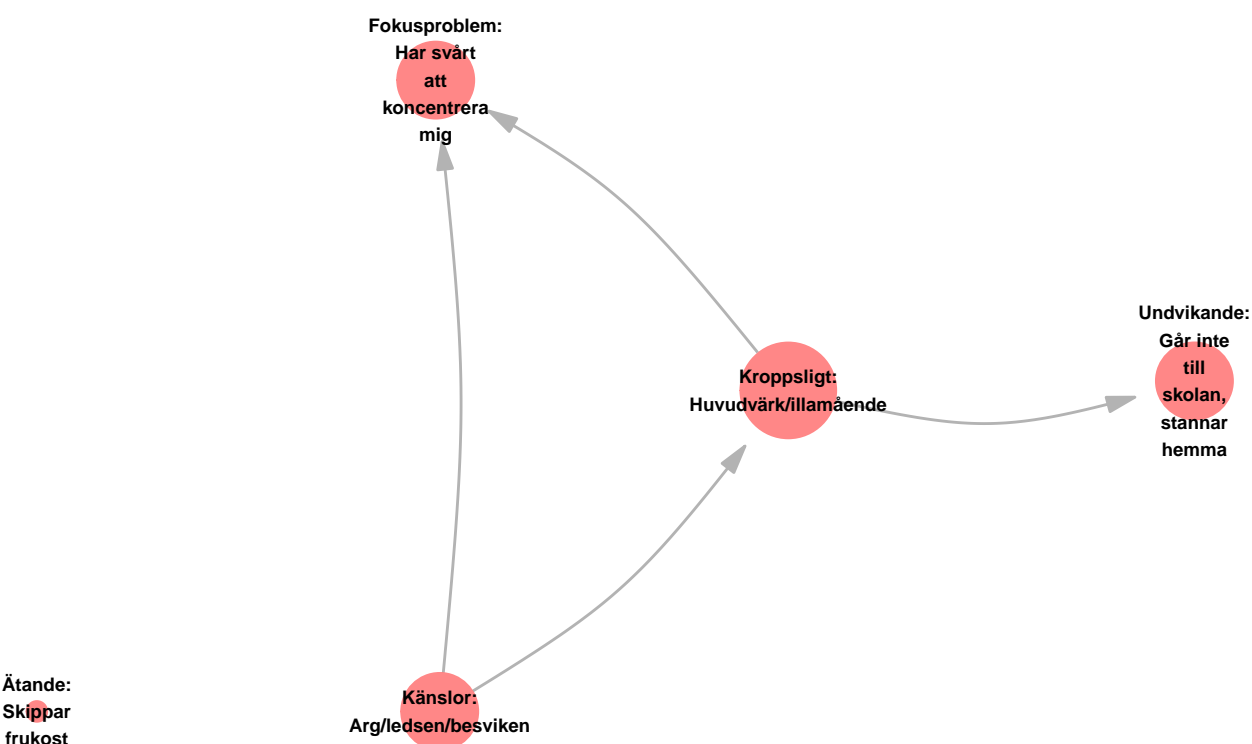 Fokusproblem:
Har svårt
att
koncentrera
mig
Undvikande:
Går inte
till
skolan,
stannar
hemma
Kroppsligt:
Huvudvärk/illamående
Ätande:
Skippar
frukost
Känslor:
Arg/ledsen/besviken